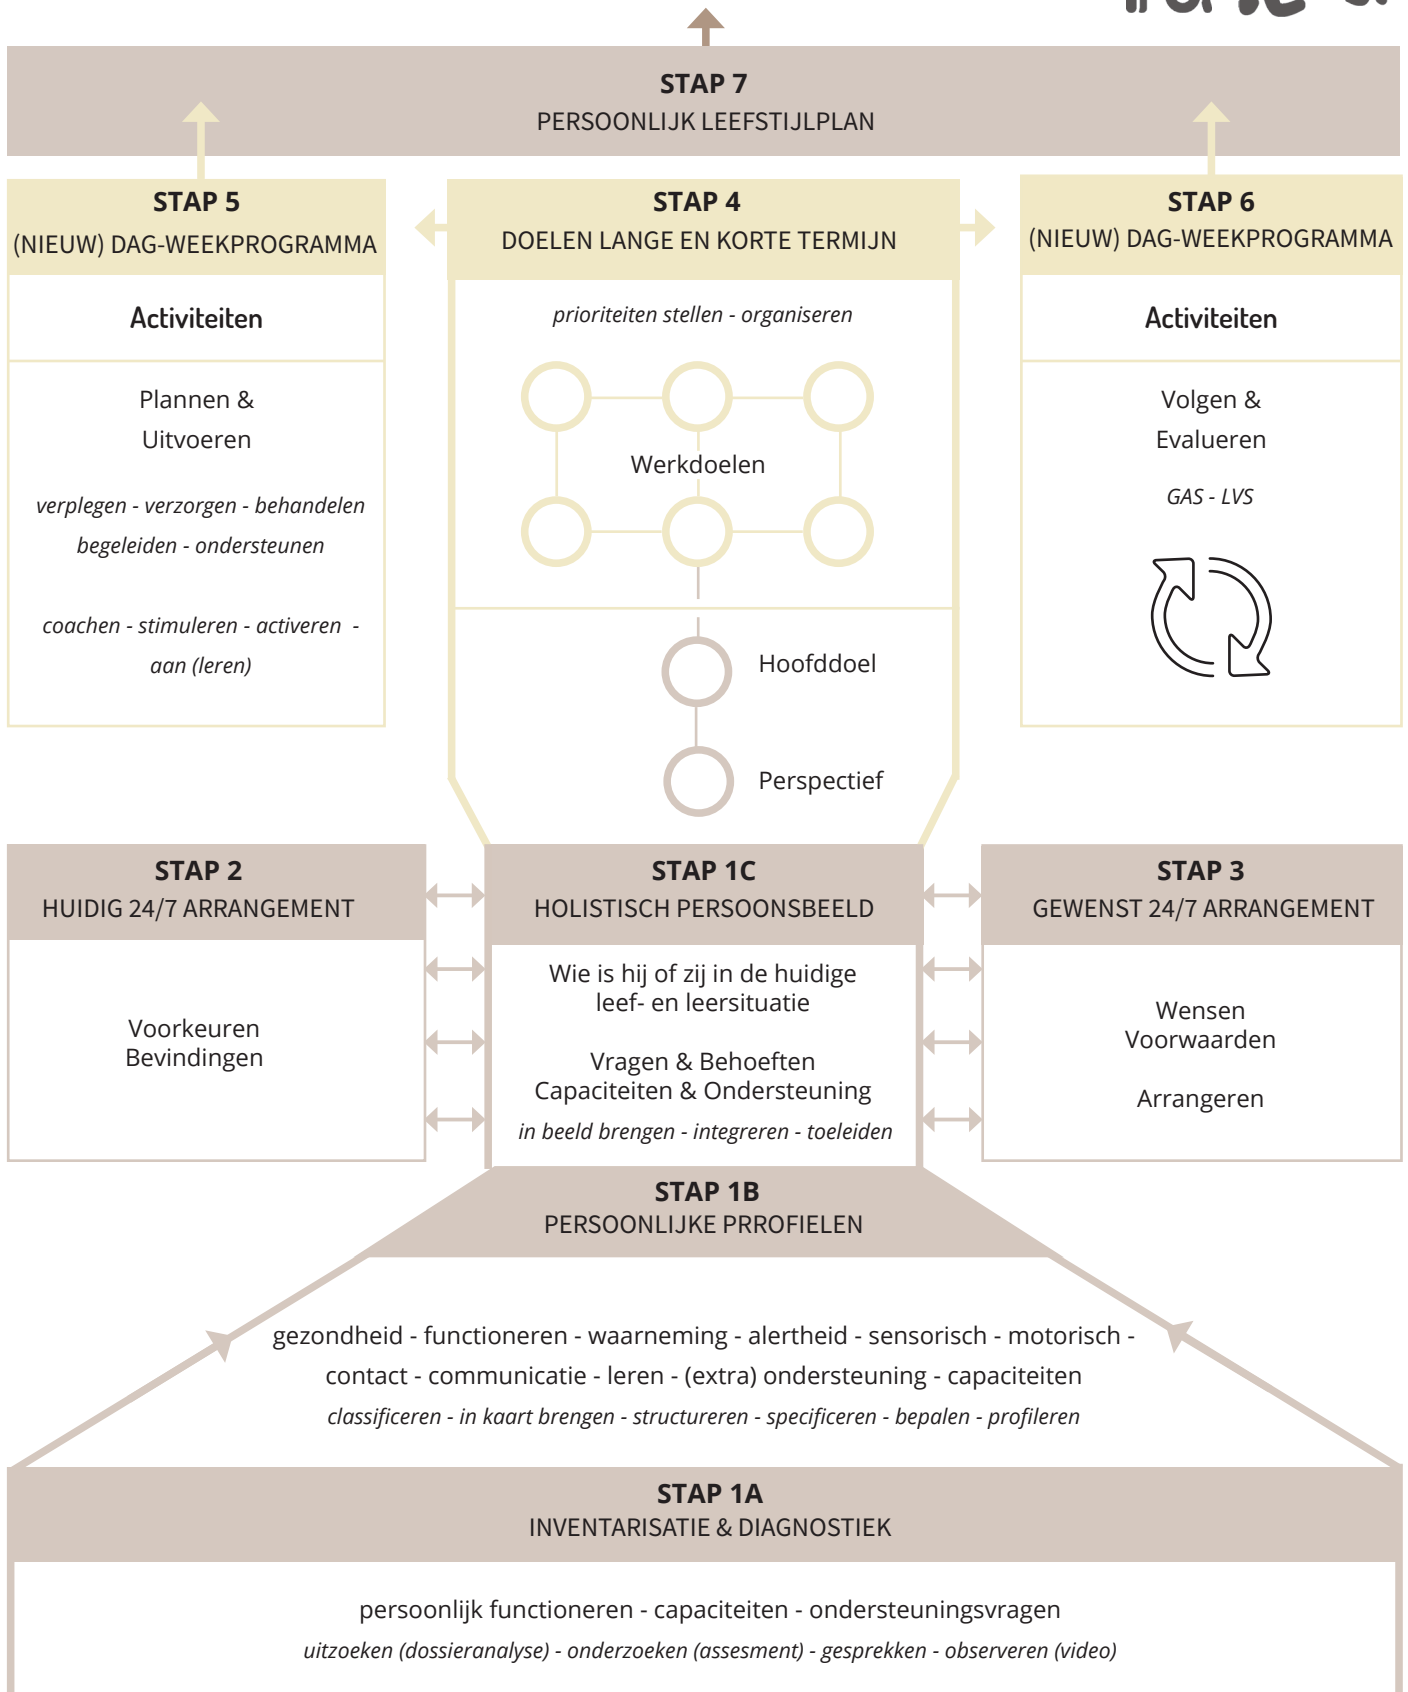 STAP 7
PERSOONLIJK LEEFSTIJLPLAN
STAP 5
(NIEUW) DAG-WEEKPROGRAMMA
Activiteiten
Plannen &
Uitvoeren
verplegen - verzorgen - behandelen
begeleiden - ondersteunen
coachen - stimuleren - activeren -
aan (leren)
STAP 4
DOELEN LANGE EN KORTE TERMIJN
prioriteiten stellen - organiseren
Werkdoelen
Hoofddoel
Perspectief
STAP 6
(NIEUW) DAG-WEEKPROGRAMMA
Activiteiten
Volgen &
Evalueren
GAS - LVS
STAP 2
HUIDIG 24/7 ARRANGEMENT
Voorkeuren
Bevindingen
STAP 1C
HOLISTISCH PERSOONSBEELD
Wie is hij of zij in de huidige
leef- en leersituatie
Vragen & Behoeften
Capaciteiten & Ondersteuning
in beeld brengen - integreren - toeleiden
STAP 3
GEWENST 24/7 ARRANGEMENT
Wensen
Voorwaarden
Arrangeren
STAP 1B
PERSOONLIJKE PRROFIELEN
gezondheid - functioneren - waarneming - alertheid - sensorisch - motorisch -
contact - communicatie - leren - (extra) ondersteuning - capaciteiten
classificeren - in kaart brengen - structureren - specificeren - bepalen - profileren
STAP 1A
INVENTARISATIE & DIAGNOSTIEK
persoonlijk functioneren - capaciteiten - ondersteuningsvragen
uitzoeken (dossieranalyse) - onderzoeken (assesment) - gesprekken - observeren (video)